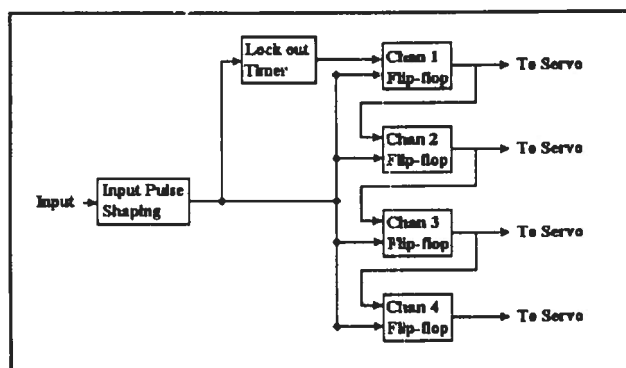 Lock out
Timer
Chan 1
Flip-flop
To Servo
Chan 2
Flip-flop
To Servo
Input
Input Pulse
Shaping
Chan 3
Flip-flop
To Servo
Chan 4
Flip-flop
To Servo